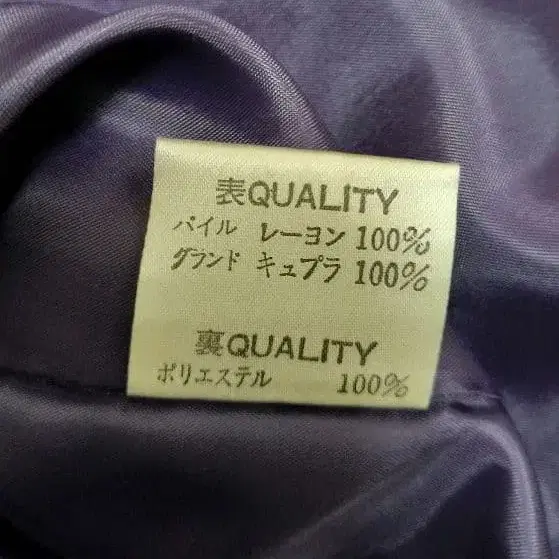 表QUALITY
パイル レーヨン 100%
グランド キュプラ 100%
裏QUALITY
ポリエステル 100%